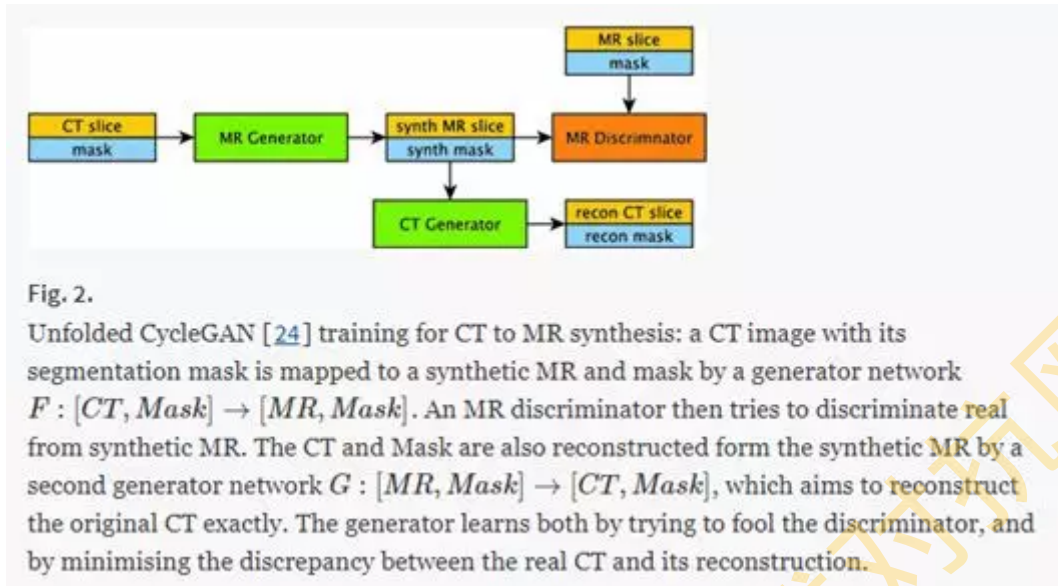 MR slice
mask
CT slice
mask
MR Generator
synth MR slice
synth mask
MR Discrimnator
CT Generator
recon CT slice
recon mask
Fig. 2.
Unfolded CycleGAN [24] training for CT to MR synthesis: a CT image with its
segmentation mask is mapped to a synthetic MR and mask by a generator network
F : [CT, Mask] → [MR, Mask]. An MR discriminator then tries to discriminate real
from synthetic MR. The CT and Mask are also reconstructed form the synthetic MR by a
second generator network G : [MR, Mask] → [CT, Mask], which aims to reconstruct
the original CT exactly. The generator learns both by trying to fool the discriminator, and
by minimising the discrepancy between the real CT and its reconstruction.
对抗